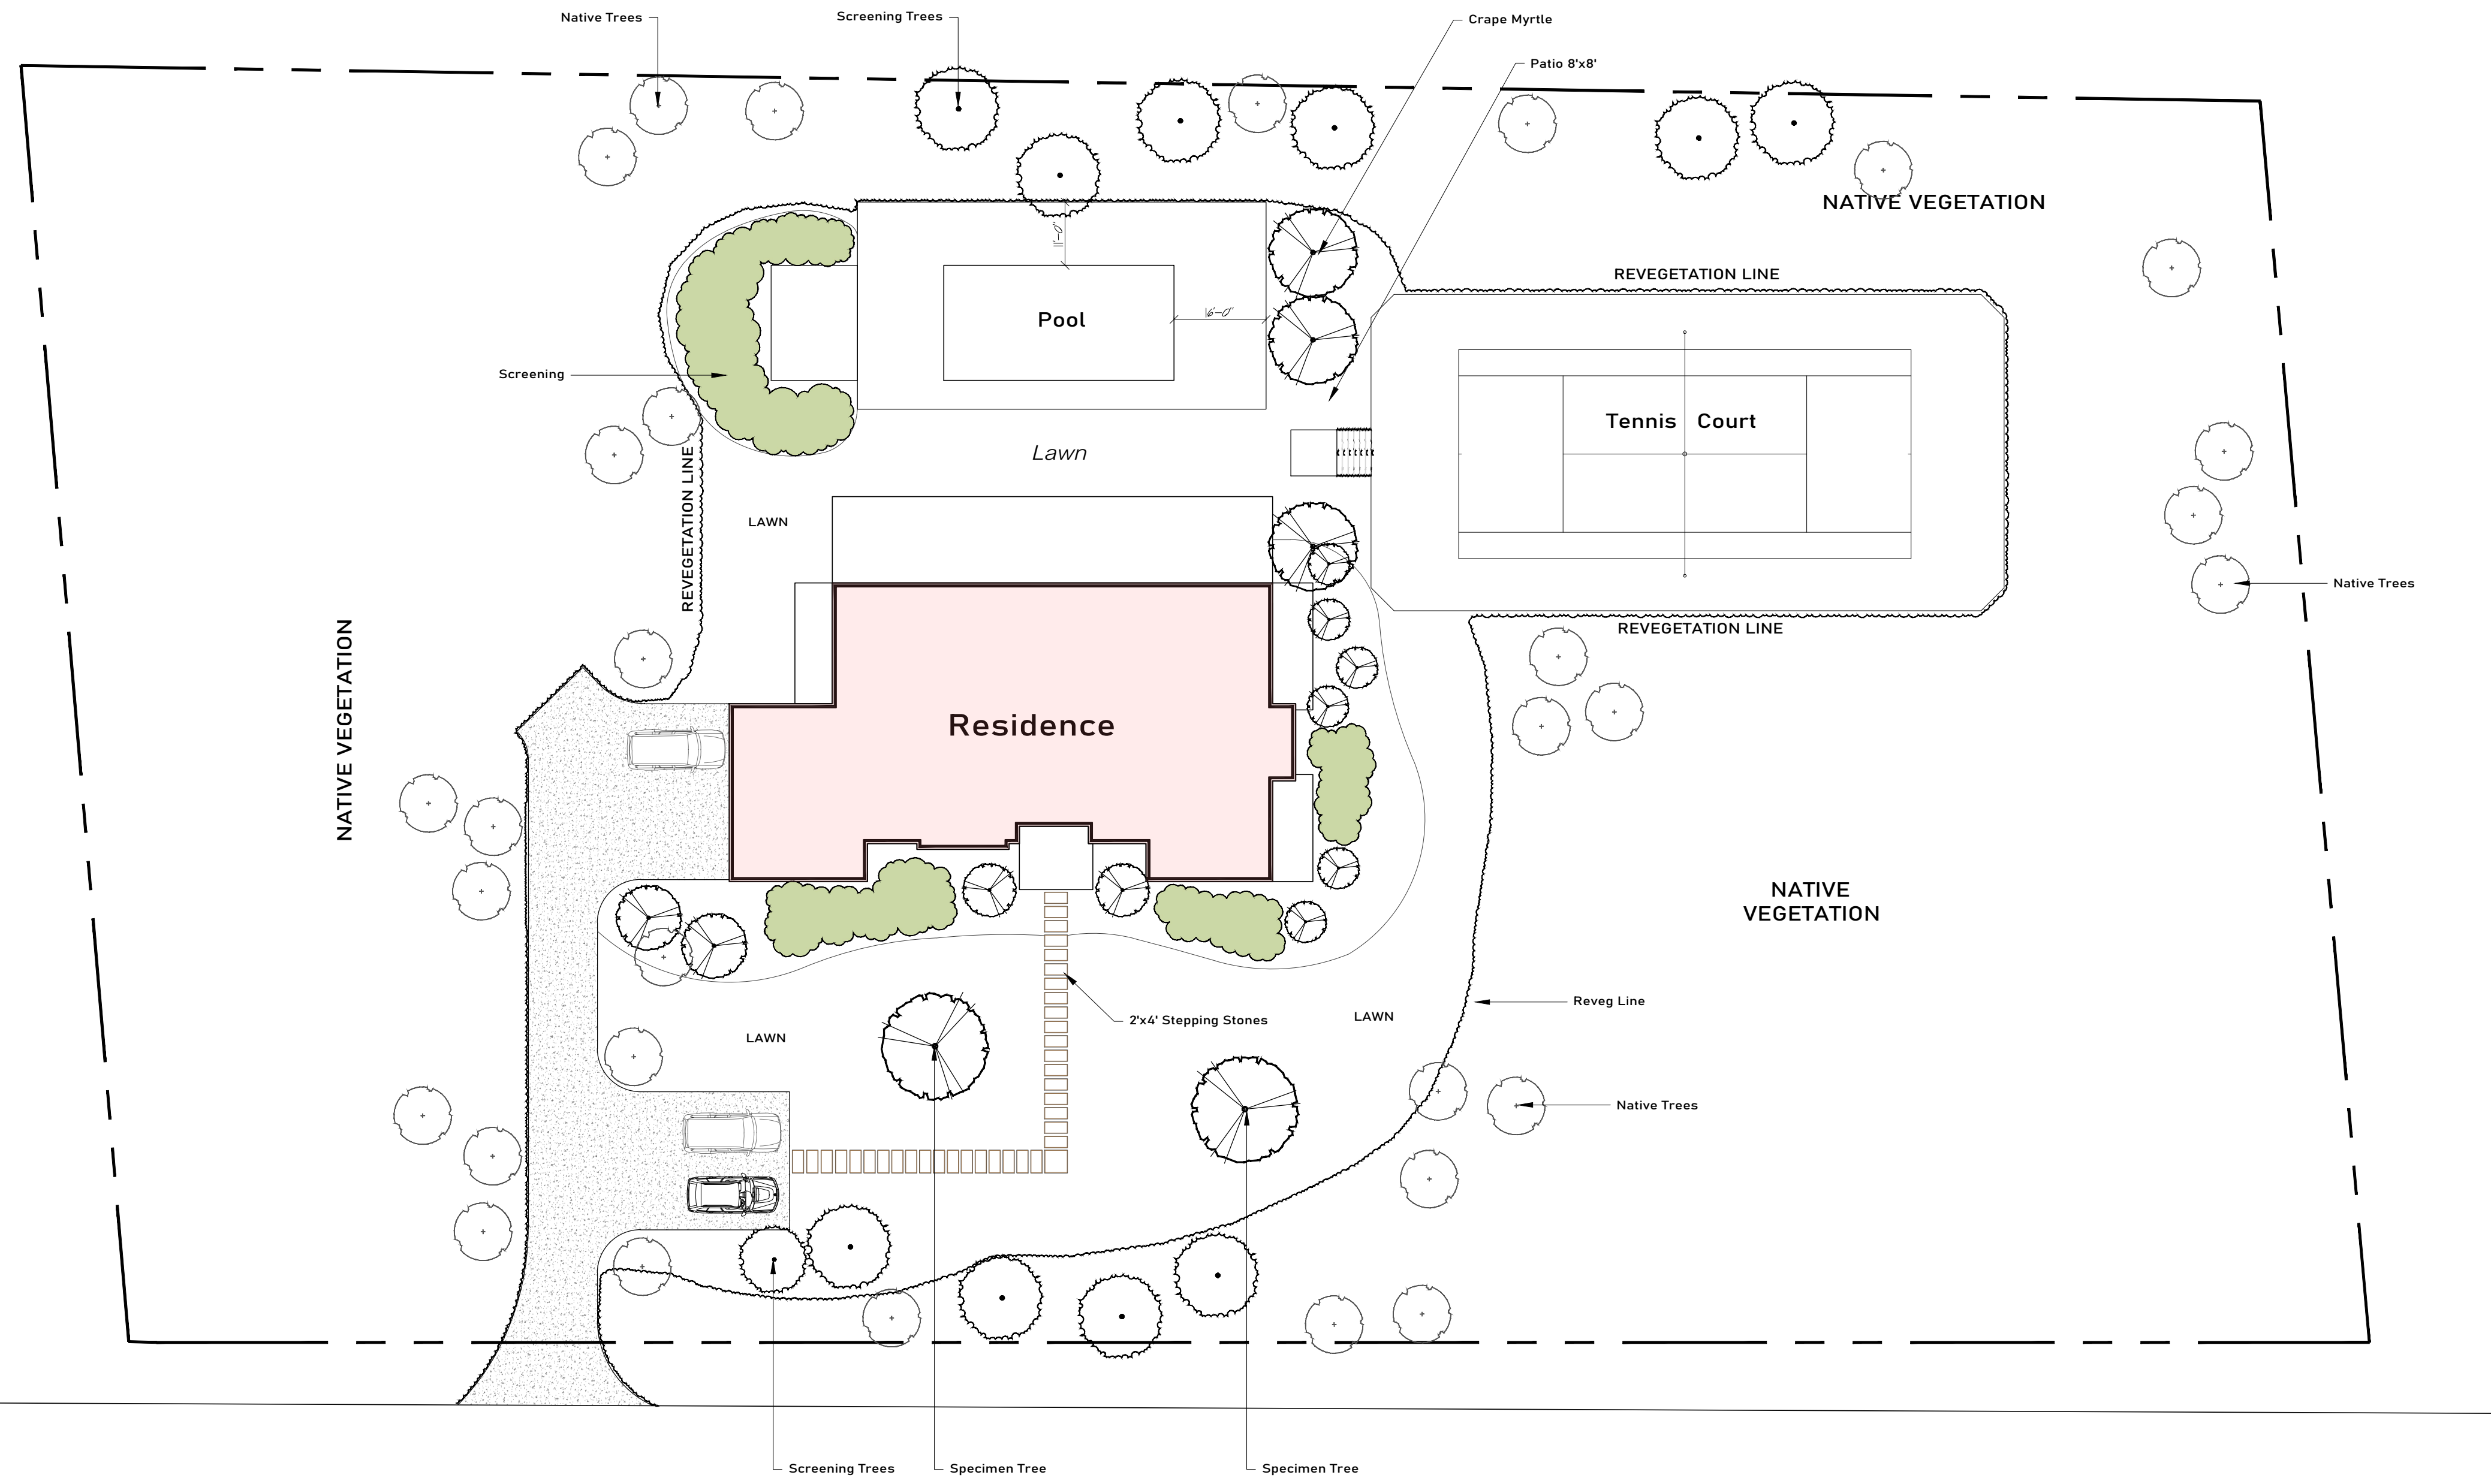 Native Trees
Screening Trees
Crape Myrtle
Patio 8'x8'
NATIVE VEGETATION
11'-0"
REVEGETATION LINE
Pool
16'-0"
Screening
Tennis Court
Lawn
REVEGETATION LINE
LAWN
Native Trees
REVEGETATION LINE
NATIVE VEGETATION
Residence
NATIVE
VEGETATION
Reveg Line
2'x4' Stepping Stones
LAWN
LAWN
Native Trees
Screening Trees
Specimen Tree
Specimen Tree